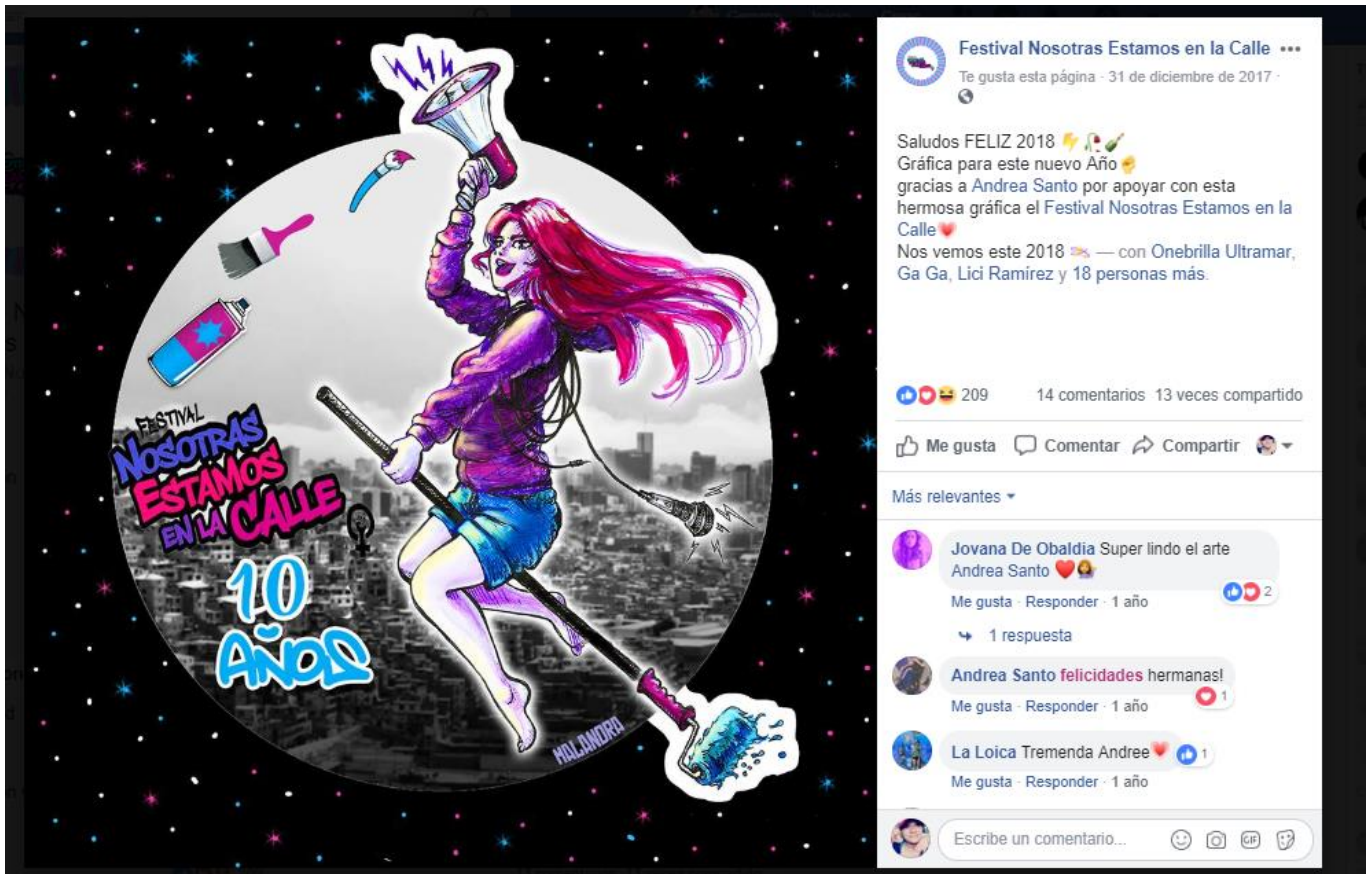 FESTIVAL
NOSOTRAS
ESTAMOS
EN LA CALLE
10
AÑOS
MALANDRA
Festival Nosotras Estamos en la Calle
Te gusta esta página · 31 de diciembre de 2017 ·
Saludos FELIZ 2018
Gráfica para este nuevo Año
gracias a Andrea Santo por apoyar con esta
hermosa gráfica el Festival Nosotras Estamos en la
Calle
Nos vemos este 2018 — con Onebrilla Ultramar,
Ga Ga, Lici Ramírez y 18 personas más.
209 14 comentarios 13 veces compartido
Me gusta Comentar Compartir
Más relevantes
Jovana De Obaldia Super lindo el arte
Andrea Santo
2
Me gusta · Responder · 1 año
1 respuesta
Andrea Santo felicidades hermanas!
1
Me gusta · Responder · 1 año
La Loica Tremenda Andree 1
Me gusta · Responder · 1 año
Escribe un comentario... GIF